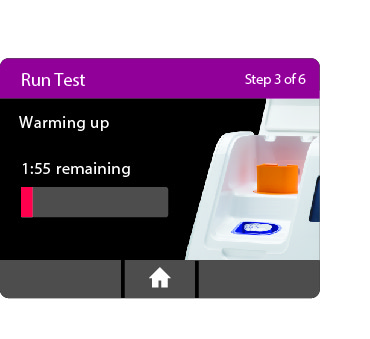 Run Test
Step 3 of 6
Warming up
1:55 remaining